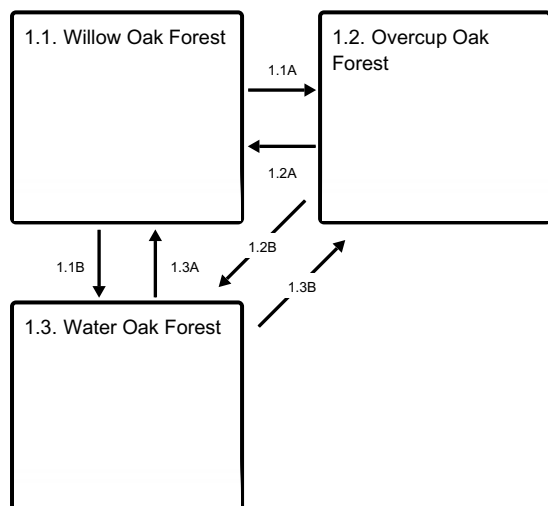 1.1. Willow Oak Forest
1.2. Overcup Oak
Forest
1.1A
1.2A
1.2B
1.1B
1.3A
1.3B
1.3. Water Oak Forest